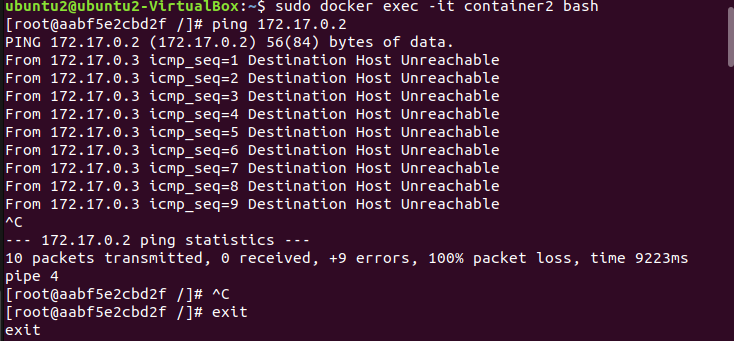 ubuntu2@ubuntu2-VirtualBox:~$ sudo docker exec -it container2 bash
[root@aabf5e2cbd2f /]# ping 172.17.0.2
PING 172.17.0.2 (172.17.0.2) 56(84) bytes of data.
From 172.17.0.3 icmp_seq=1 Destination Host Unreachable
From 172.17.0.3 icmp_seq=2 Destination Host Unreachable
From 172.17.0.3 icmp_seq=3 Destination Host Unreachable
From 172.17.0.3 icmp_seq=4 Destination Host Unreachable
From 172.17.0.3 icmp_seq=5 Destination Host Unreachable
From 172.17.0.3 icmp_seq=6 Destination Host Unreachable
From 172.17.0.3 icmp_seq=7 Destination Host Unreachable
From 172.17.0.3 icmp_seq=8 Destination Host Unreachable
From 172.17.0.3 icmp_seq=9 Destination Host Unreachable
^C
--- 172.17.0.2 ping statistics ---
10 packets transmitted, 0 received, +9 errors, 100% packet loss, time 9223ms
pipe 4
[root@aabf5e2cbd2f /]# ^C
[root@aabf5e2cbd2f /]# exit
exit